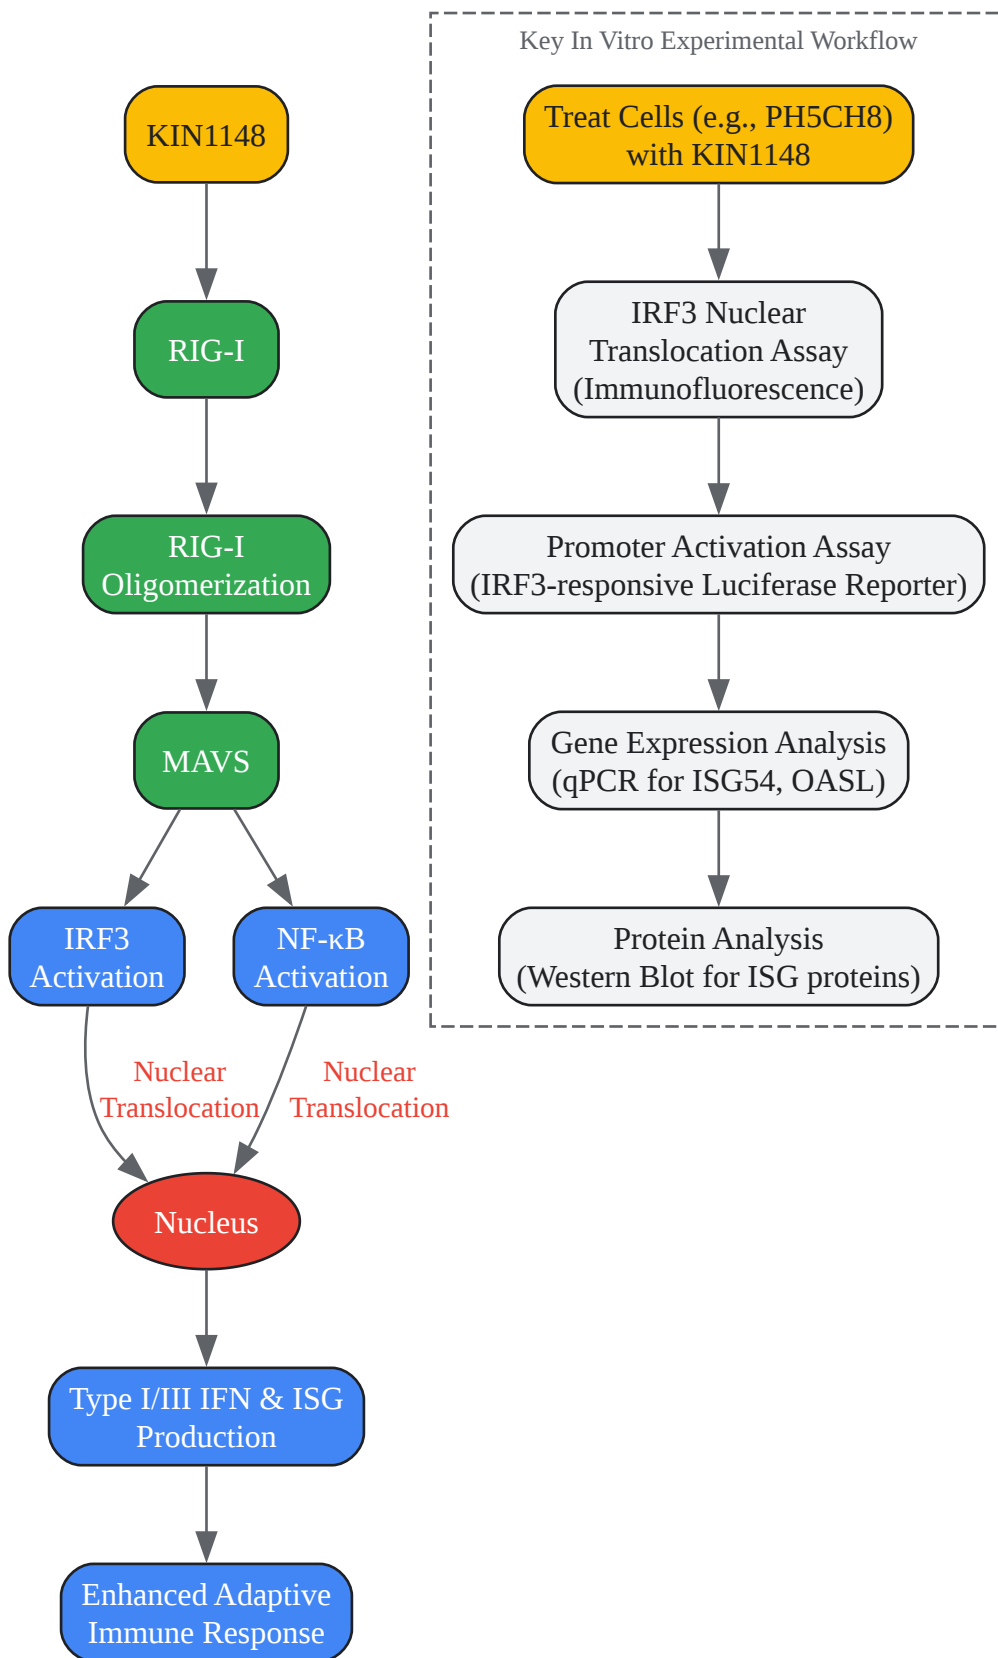 KIN1148
RIG-I
RIG-I
Oligomerization
MAVS
IRF3
Activation
NF-κB
Activation
Nuclear
Translocation
Nuclear
Translocation
Nucleus
Type I/III IFN & ISG
Production
Enhanced Adaptive
Immune Response
Key In Vitro Experimental Workflow
Treat Cells (e.g., PH5CH8)
with KIN1148
IRF3 Nuclear
Translocation Assay
(Immunofluorescence)
Promoter Activation Assay
(IRF3-responsive Luciferase Reporter)
Gene Expression Analysis
(qPCR for ISG54, OASL)
Protein Analysis
(Western Blot for ISG proteins)